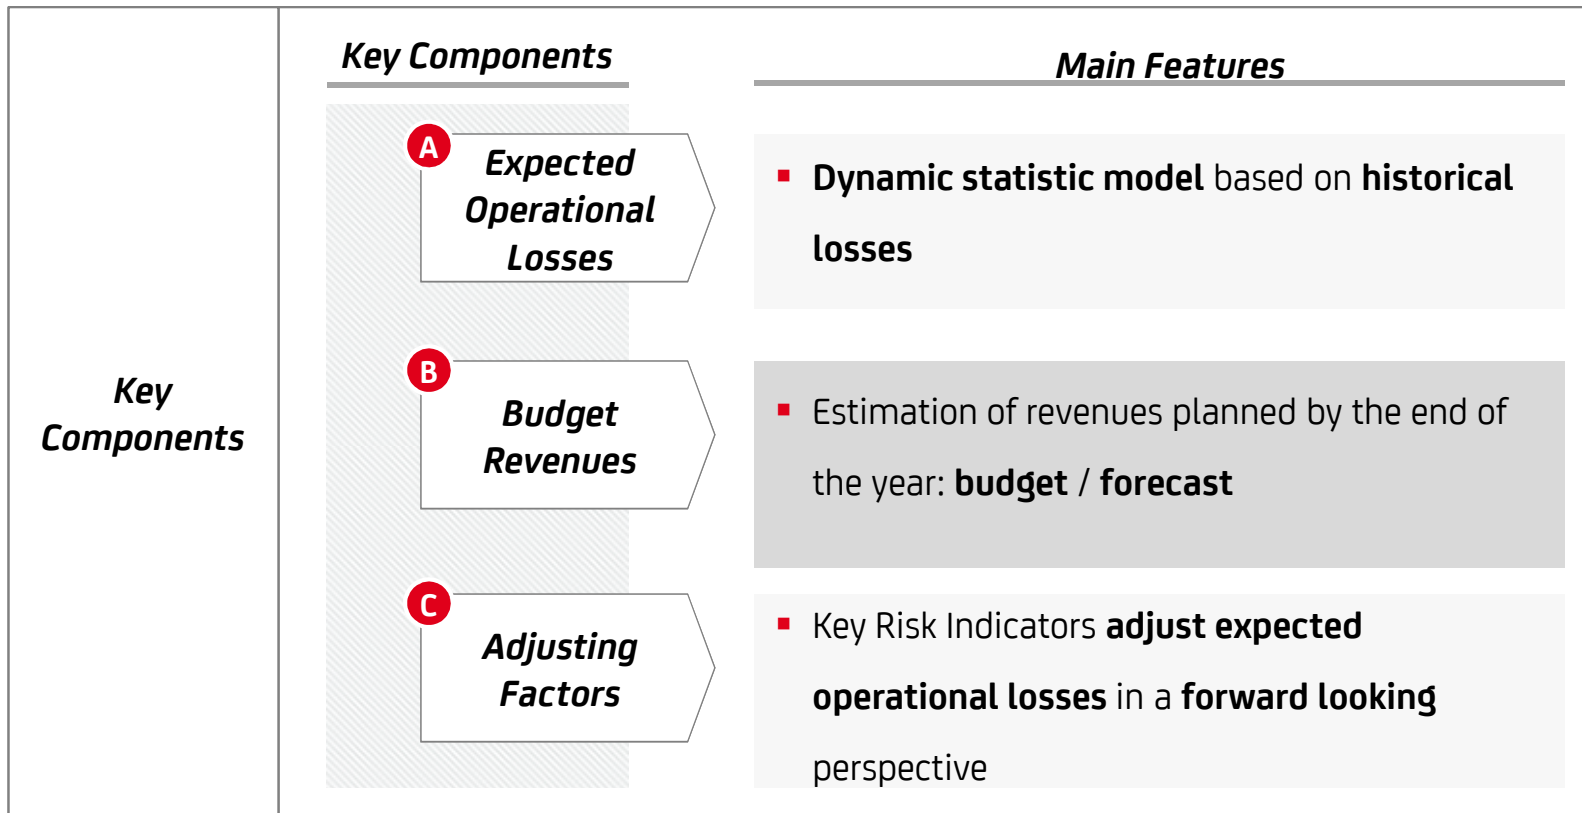 Key Components
Main Features
Key
Components
A
Expected
Operational
Losses
▪ Dynamic statistic model based on historical
losses
B
Budget
Revenues
▪ Estimation of revenues planned by the end of
the year: budget / forecast
C
Adjusting
Factors
▪ Key Risk Indicators adjust expected
operational losses in a forward looking
perspective